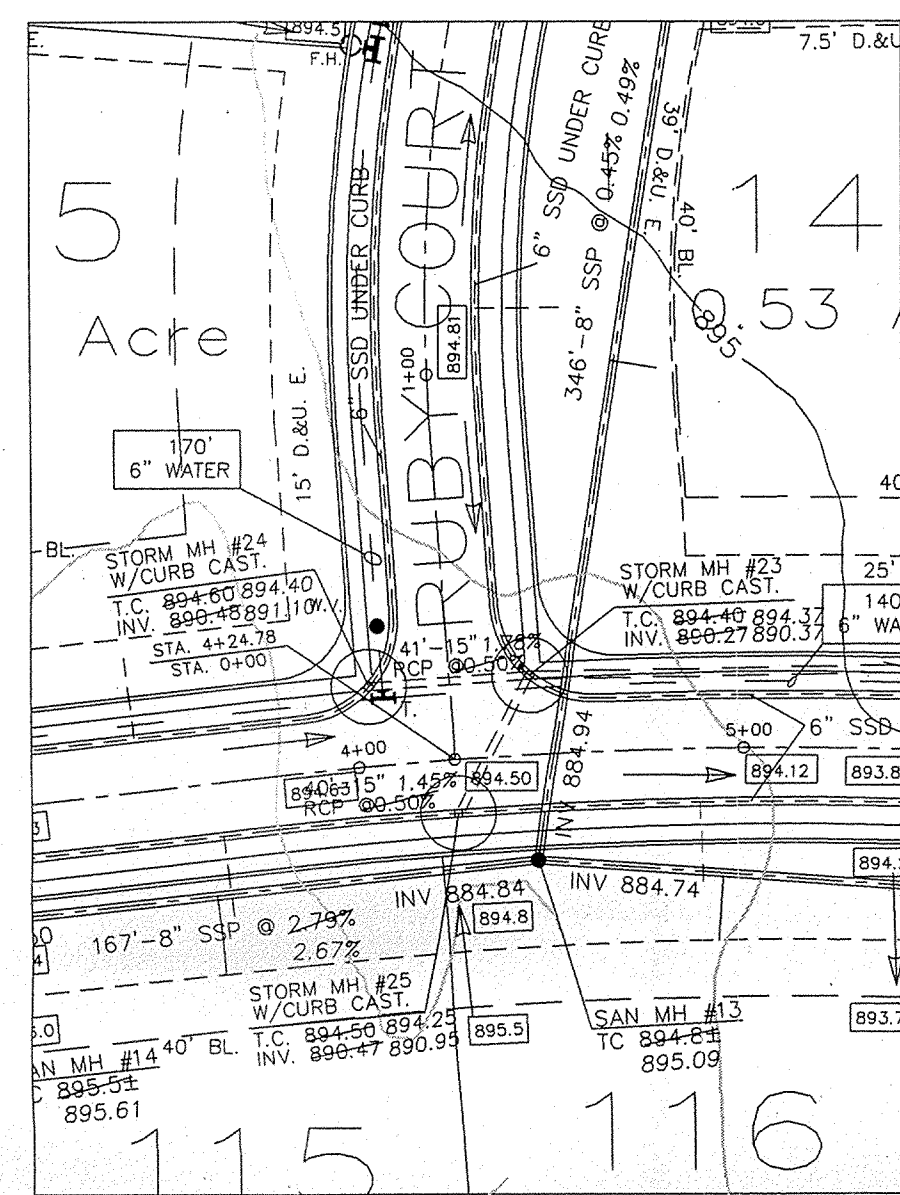 894.5
E.
F.H.
7.5' D.&U
6" SSD UNDER CURB
RUBY COURT
6" SSD UNDER CURB
346'-8" SSP @ 0.45% 0.49%
39' D.&U. E.
40' BL.
5
Acre
14
0.53
895.
894.81
1+00
15' D.&U. E.
170'
6" WATER
BL.
STORM MH #24
W/CURB CAST.
T.C. 894.60 894.40
INV. 890.48 891.10
STA. 4+24.78
STA. 0+00
STORM MH #23
W/CURB CAST.
T.C. 894.40 894.37
INV. 890.27 890.37
40
25'
140
6" WA
41'-15" 1.78%
RCP @0.50%
T.
6" SSD
4+00
5+00
894.63
40'-15" 1.45%
RCP @0.50%
894.50
INV 884.94
894.12
893.8
3
894.
INV 884.84
INV 884.74
894.8
167'-8" SSP @ 2.79%
2.67%
STORM MH #25
W/CURB CAST.
T.C. 894.50 894.25
INV. 890.47 890.95
895.5
SAN MH #13
TC 894.81
895.09
893.7
4
5.0
40' BL.
AN MH #14
C 895.51
895.61
115
116